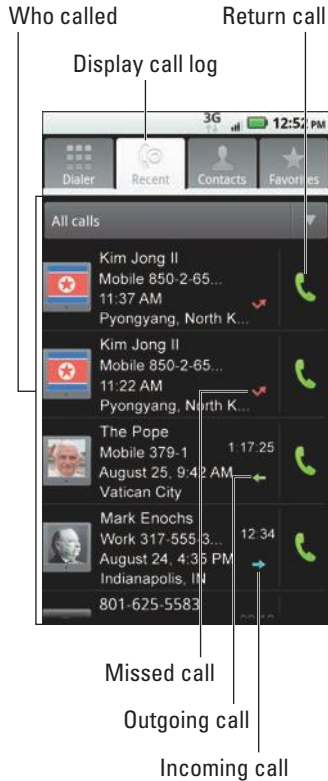 Who called
Return call
Display call log
3G
12:52 PM
Dialer
Recent
Contacts
Favorites
All calls
Kim Jong Il
Mobile 850-2-65...
11:37 AM
Pyongyang, North K...
Kim Jong Il
Mobile 850-2-65...
11:22 AM
Pyongyang, North K...
The Pope
Mobile 379-1
1:17:25
August 25, 9:42 AM
Vatican City
Mark Enochs
Work 317-555-3...
12:34
August 24, 4:35 PM
Indianapolis, IN
801-625-5583
Missed call
Outgoing call
Incoming call